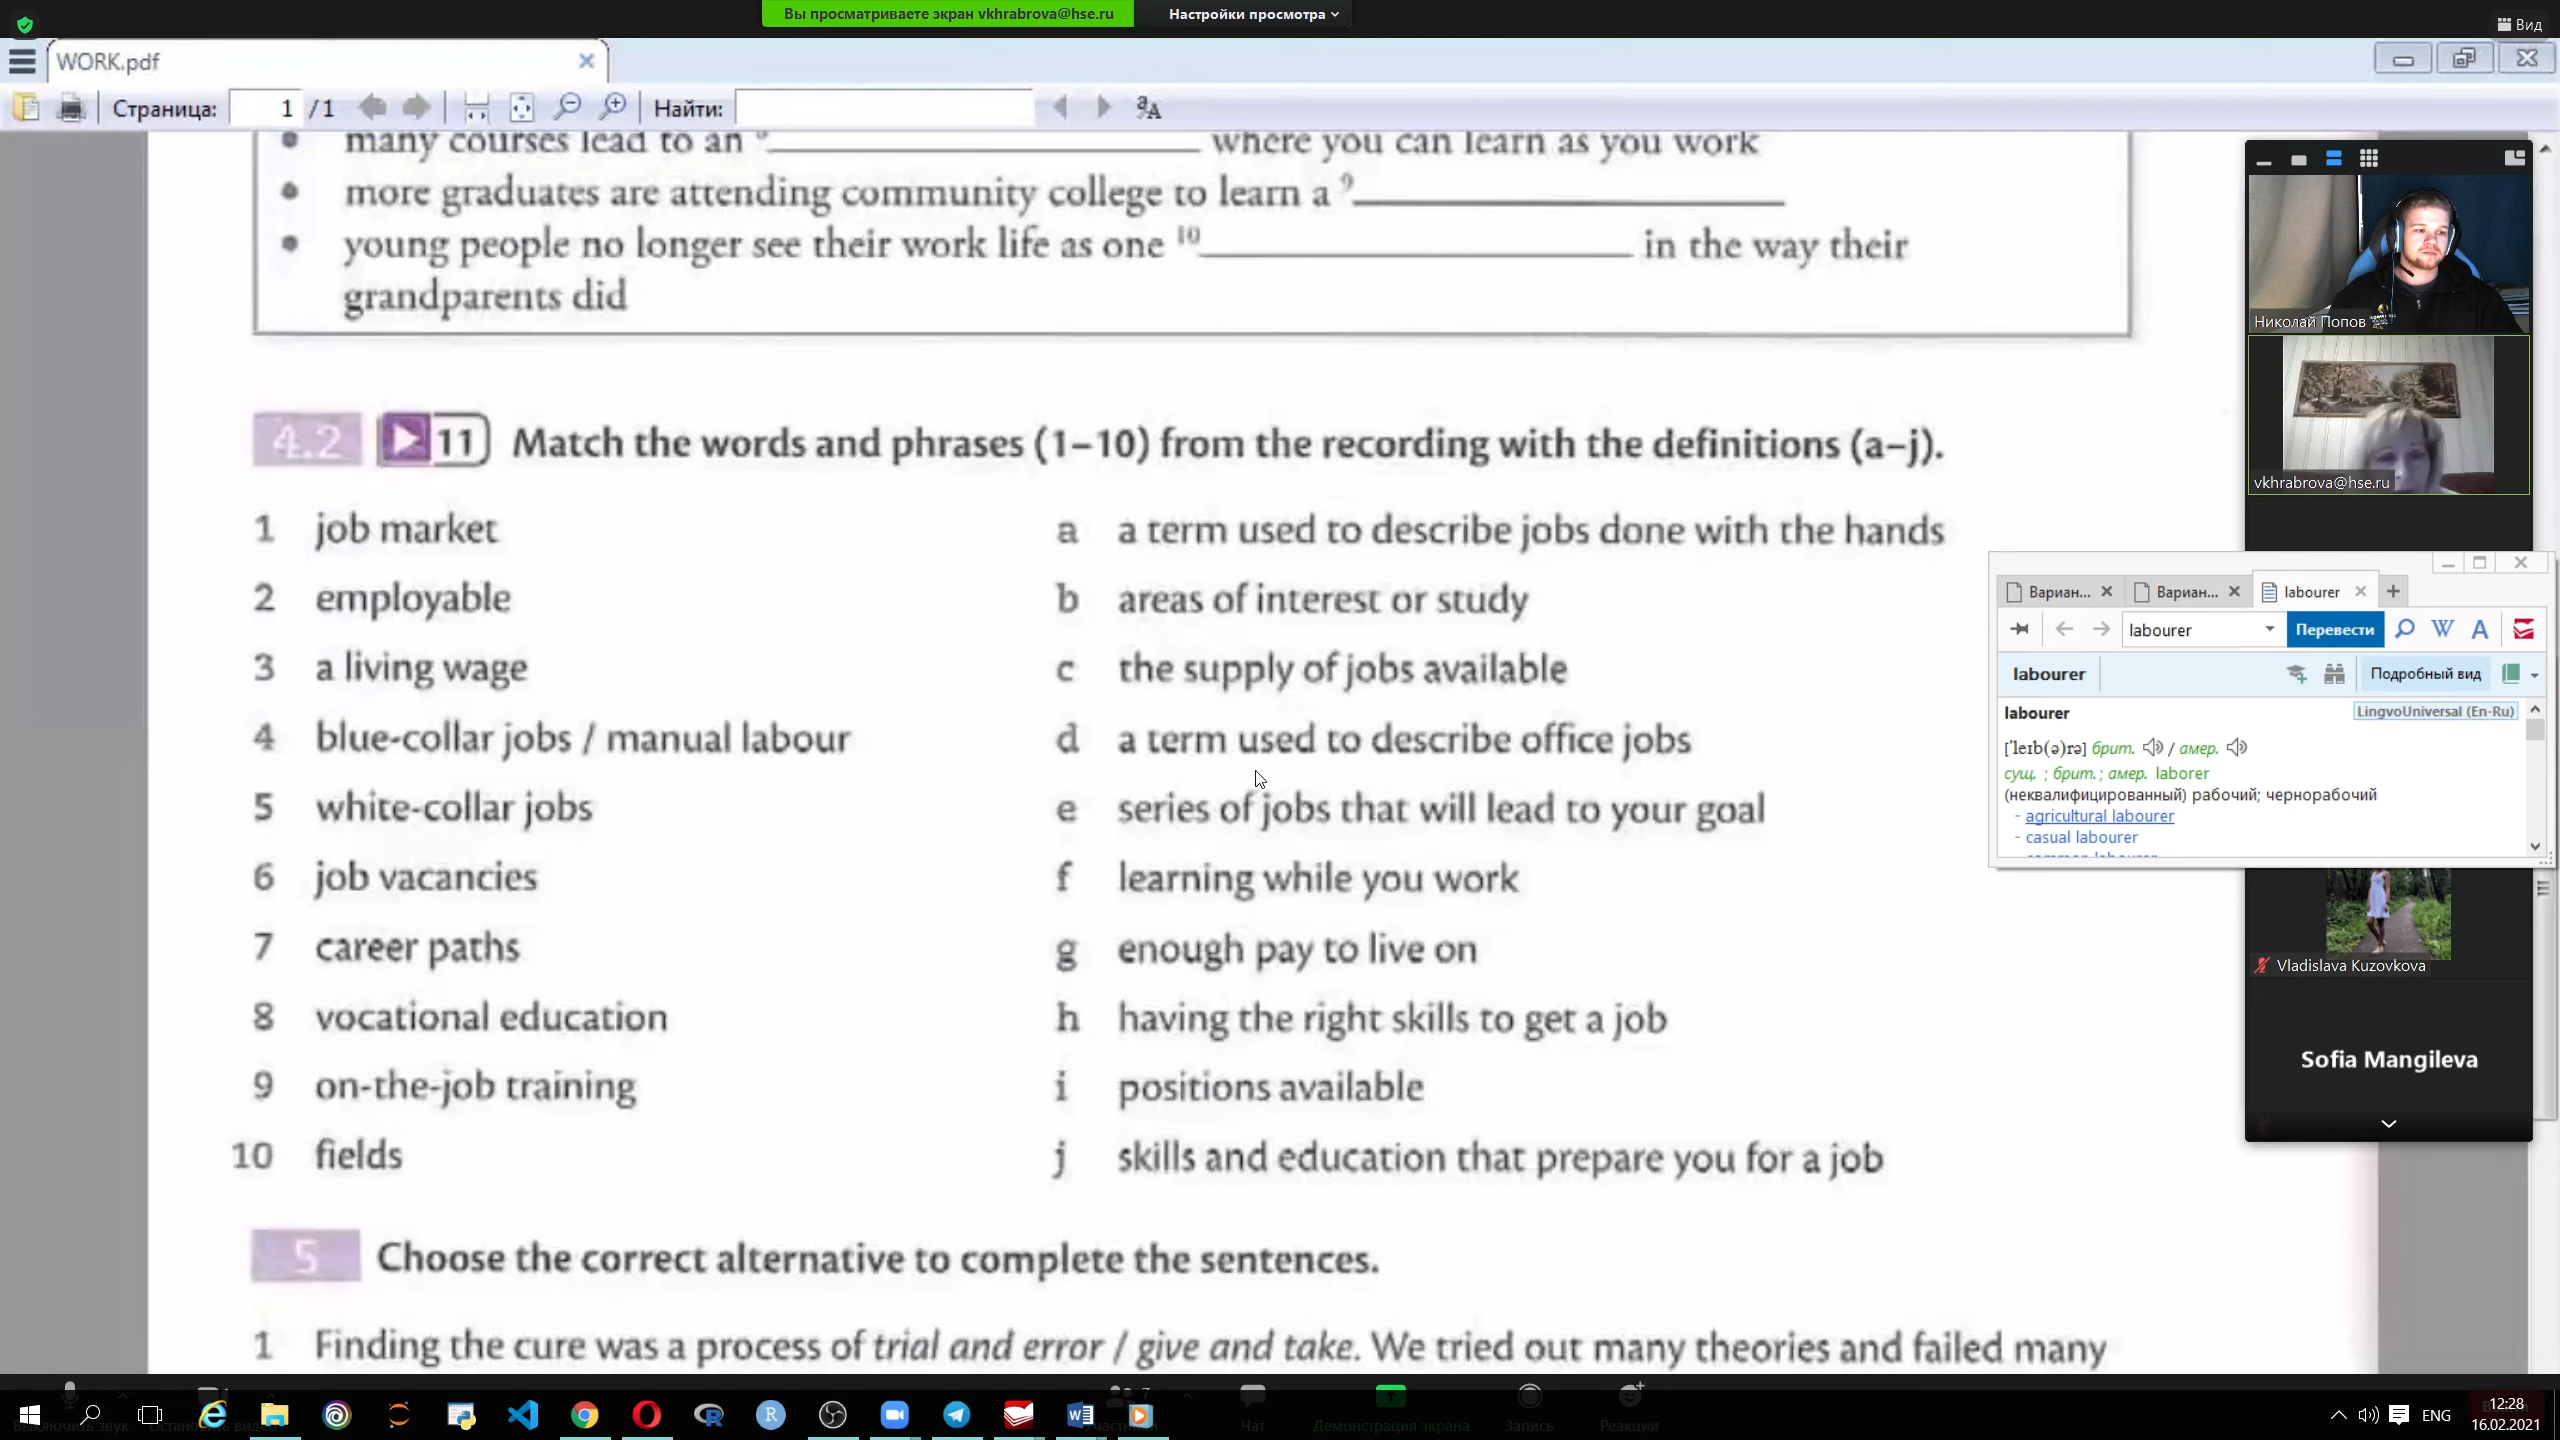 Вы просматриваете экран vkhrabrova@hse.ru
Настройки просмотра
Вид
WORK.pdf
Страница: 1 / 1
Найти:
many courses lead to an 8 where you can learn as you work
more graduates are attending community college to learn a 9
young people no longer see their work life as one 10 in the way their
grandparents did
4.2 11 Match the words and phrases (1–10) from the recording with the definitions (a–j).
1 job market
a a term used to describe jobs done with the hands
2 employable
b areas of interest or study
3 a living wage
c the supply of jobs available
4 blue-collar jobs / manual labour
d a term used to describe office jobs
5 white-collar jobs
e series of jobs that will lead to your goal
6 job vacancies
f learning while you work
7 career paths
g enough pay to live on
8 vocational education
h having the right skills to get a job
9 on-the-job training
i positions available
10 fields
j skills and education that prepare you for a job
5 Choose the correct alternative to complete the sentences.
1 Finding the cure was a process of trial and error / give and take. We tried out many theories and failed many
Николай Попов
vkhrabrova@hse.ru
Вариан...
Вариан...
labourer
labourer
Перевести
labourer
Подробный вид
labourer
LingvoUniversal (En-Ru)
['leɪb(ə)rə] брит. / амер.
сущ. ; брит.; амер. laborer
(неквалифицированный) рабочий; чернорабочий
- agricultural labourer
- casual labourer
Vladislava Kuzovkova
Sofia Mangileva
7
Чат
Демонстрация экрана
Запись
Реакции
ENG
12:28
16.02.2021